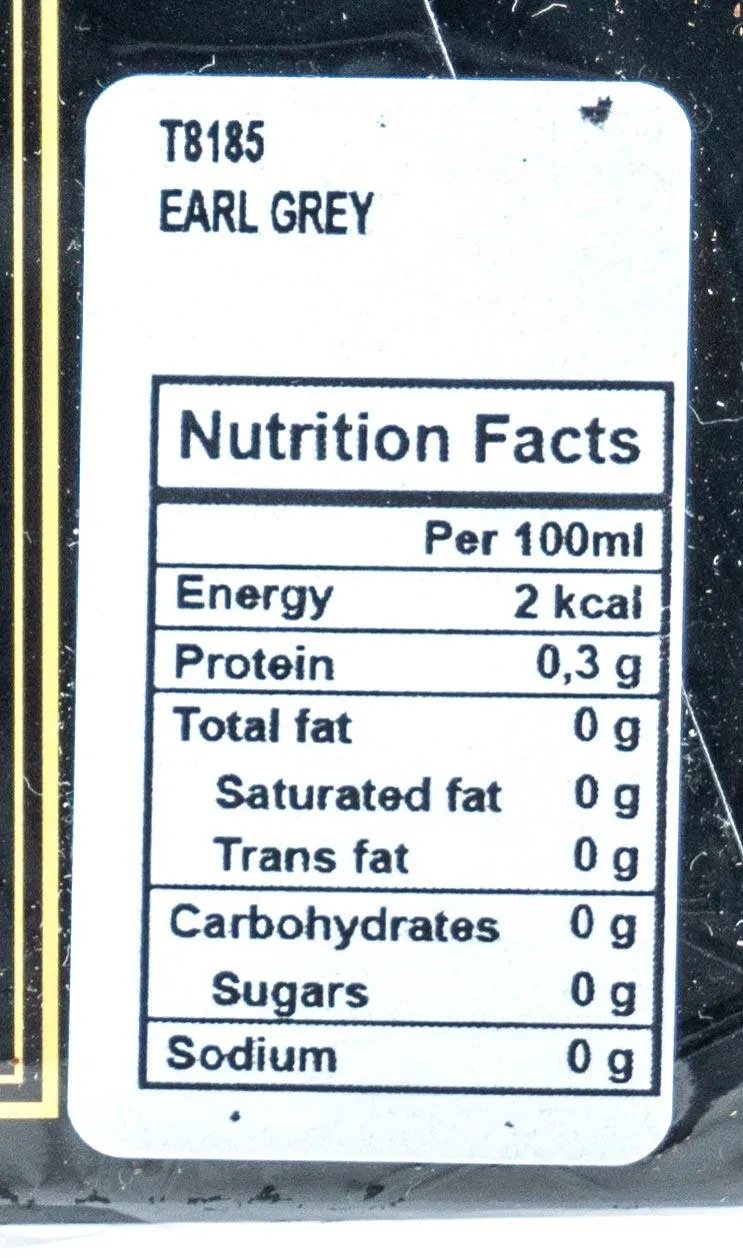 T8185
EARL GREY
Nutrition Facts
Per 100ml
Energy 2 kcal
Protein 0,3 g
Total fat 0 g
Saturated fat 0 g
Trans fat 0 g
Carbohydrates 0 g
Sugars 0 g
Sodium 0 g